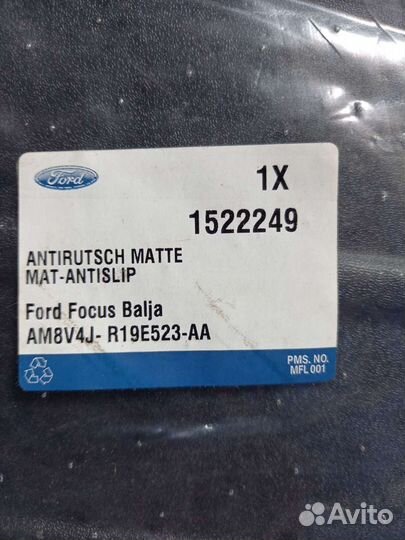 Ford
1X
1522249
ANTIRUTSCH MATTE
MAT-ANTISLIP
Ford Focus Balja
AM8V4J- R19E523-AA
PMS. NO.
MFL 001
Avito